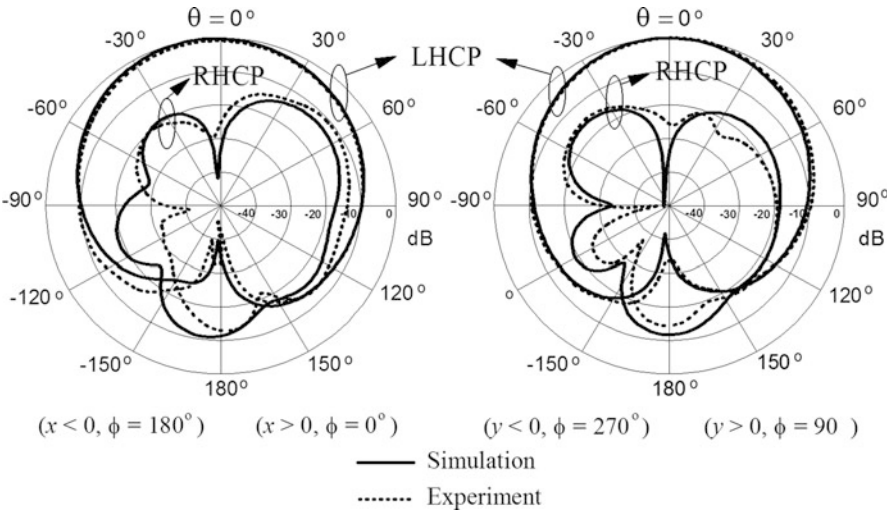 θ = 0°
-30°
30°
-60°
60°
-90°
90°
-120°
120°
-150°
150°
180°
RHCP
-40
-30
-20
-10
0
dB
LHCP
θ = 0°
-30°
30°
-60°
60°
-90°
90°
o
120°
-150°
150°
180°
RHCP
-40
-30
-20
-10
0
dB
(x < 0, ϕ = 180°)
(x > 0, ϕ = 0°)
(y < 0, ϕ = 270°)
(y > 0, ϕ = 90 )
Simulation
Experiment